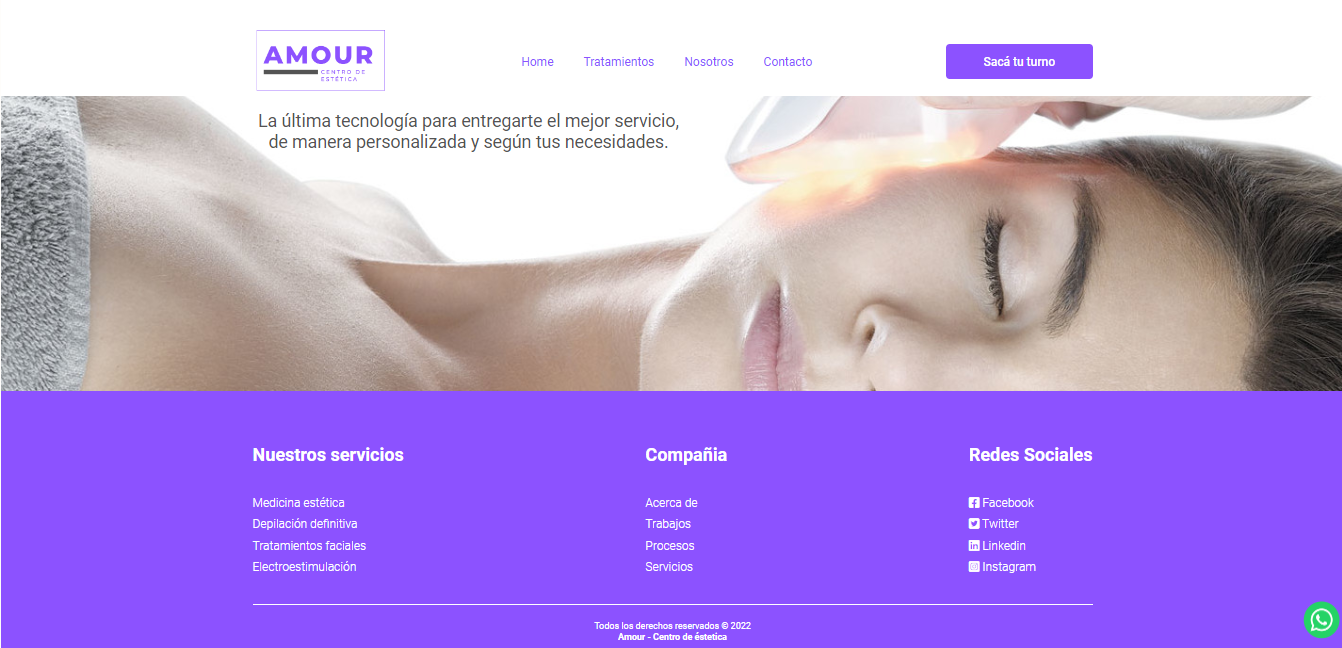 AMOUR
CENTRO DE
ESTÉTICA
Home
Tratamientos
Nosotros
Contacto
Sacá tu turno
La última tecnología para entregarte el mejor servicio,
de manera personalizada y según tus necesidades.
Nuestros servicios
Medicina estética
Depilación definitiva
Tratamientos faciales
Electroestimulación
Compañia
Acerca de
Trabajos
Procesos
Servicios
Redes Sociales
Facebook
Twitter
Linkedin
Instagram
Todos los derechos reservados © 2022
Amour - Centro de éstetica